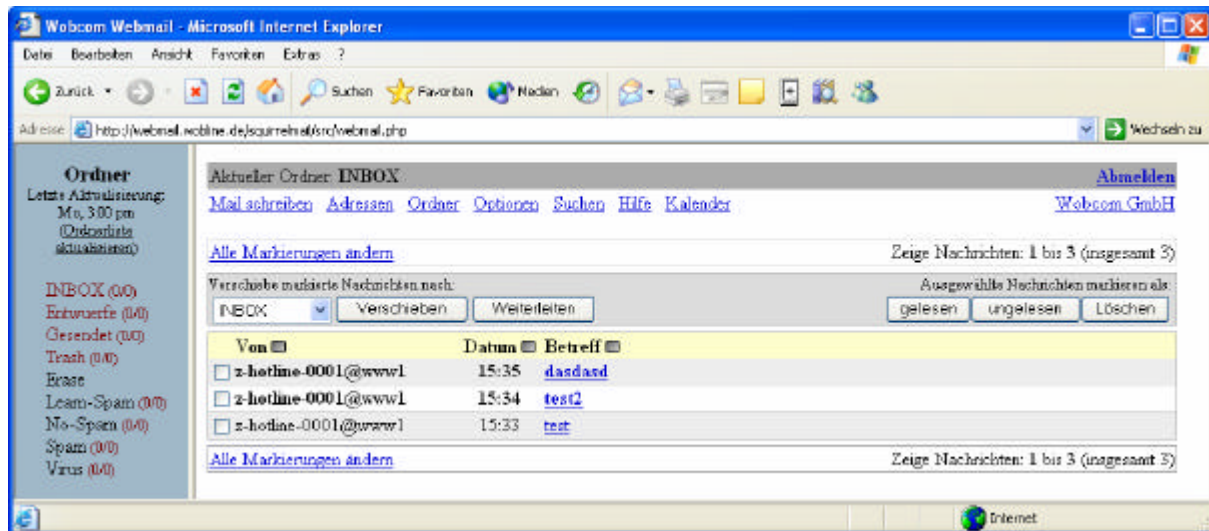 Wobcom Webmail - Microsoft Internet Explorer
Datei Bearbeiten Ansicht Favoriten Extras ?
Zurück Suchen Favoriten Medien
Adresse http://webmail.wobline.de/squirrelmail/src/webmail.php Wechseln zu
Ordner
Letzte Aktualisierung:
Mo, 3:00 pm
(Ordnerliste
aktualisieren)
INBOX (0/0)
Entwuerfe (0/0)
Gesendet (0/0)
Trash (0/0)
Erase
Learn-Spam (0/0)
No-Spam (0/0)
Spam (0/0)
Virus (0/0)
Aktueller Ordner: INBOX Abmelden
Mail schreiben Adressen Ordner Optionen Suchen Hilfe Kalender Wobcom GmbH
Alle Markierungen ändern Zeige Nachrichten: 1 bis 3 (insgesamt 3)
Verschiebe markierte Nachrichten nach: Ausgewählte Nachrichten markieren als:
INBOX Verschieben Weiterleiten gelesen ungelesen Löschen
Von Datum Betreff
z-hotline-0001@www1 15:35 dasdasd
z-hotline-0001@www1 15:34 test2
z-hotline-0001@www1 15:33 test
Alle Markierungen ändern Zeige Nachrichten: 1 bis 3 (insgesamt 3)
Internet